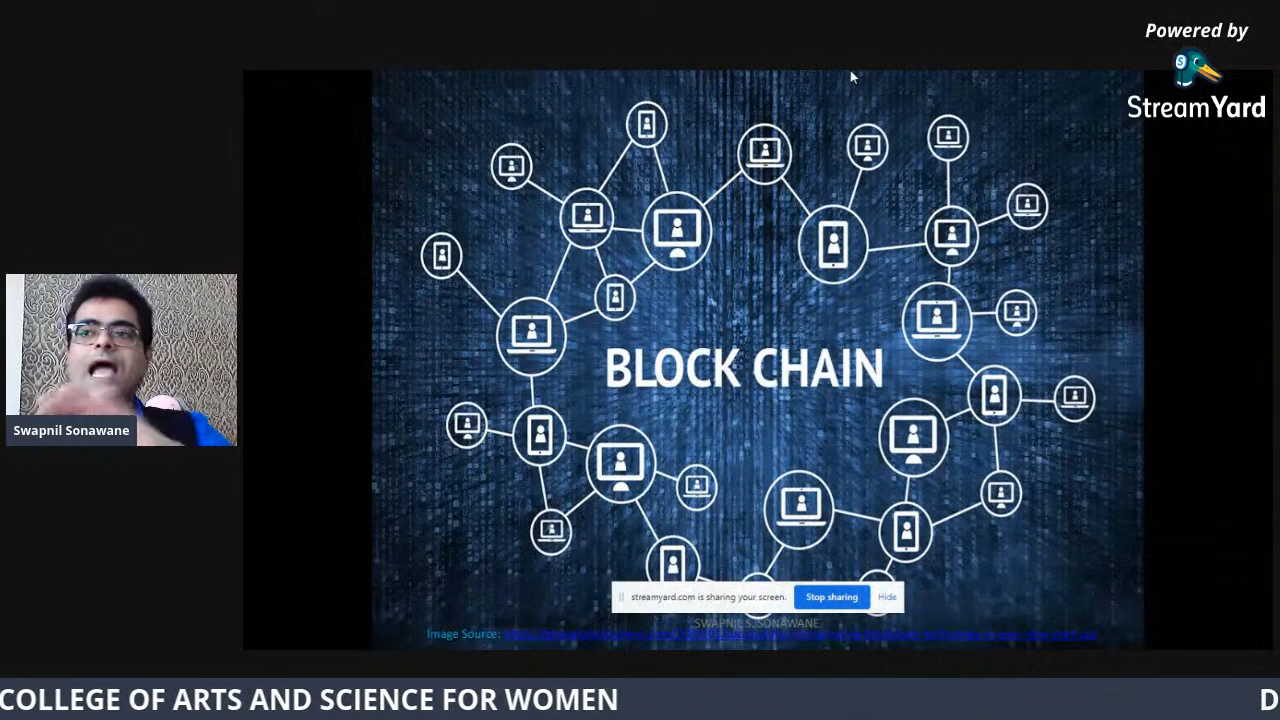 Powered by
StreamYard
BLOCK CHAIN
Swapnil Sonawane
streamyard.com is sharing your screen.
Stop sharing
Hide
SWAPNIL S. SONAWANE
Image Source:
COLLEGE OF ARTS AND SCIENCE FOR WOMEN
D